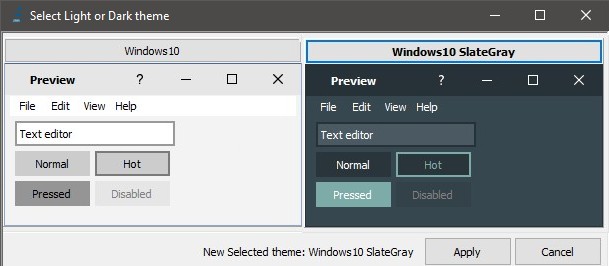 Select Light or Dark theme
Windows10
Windows10 SlateGray
Preview ?
File Edit View Help
Text editor
Normal Hot
Pressed Disabled
Preview ?
File Edit View Help
Text editor
Normal Hot
Pressed Disabled
New Selected theme: Windows10 SlateGray Apply Cancel